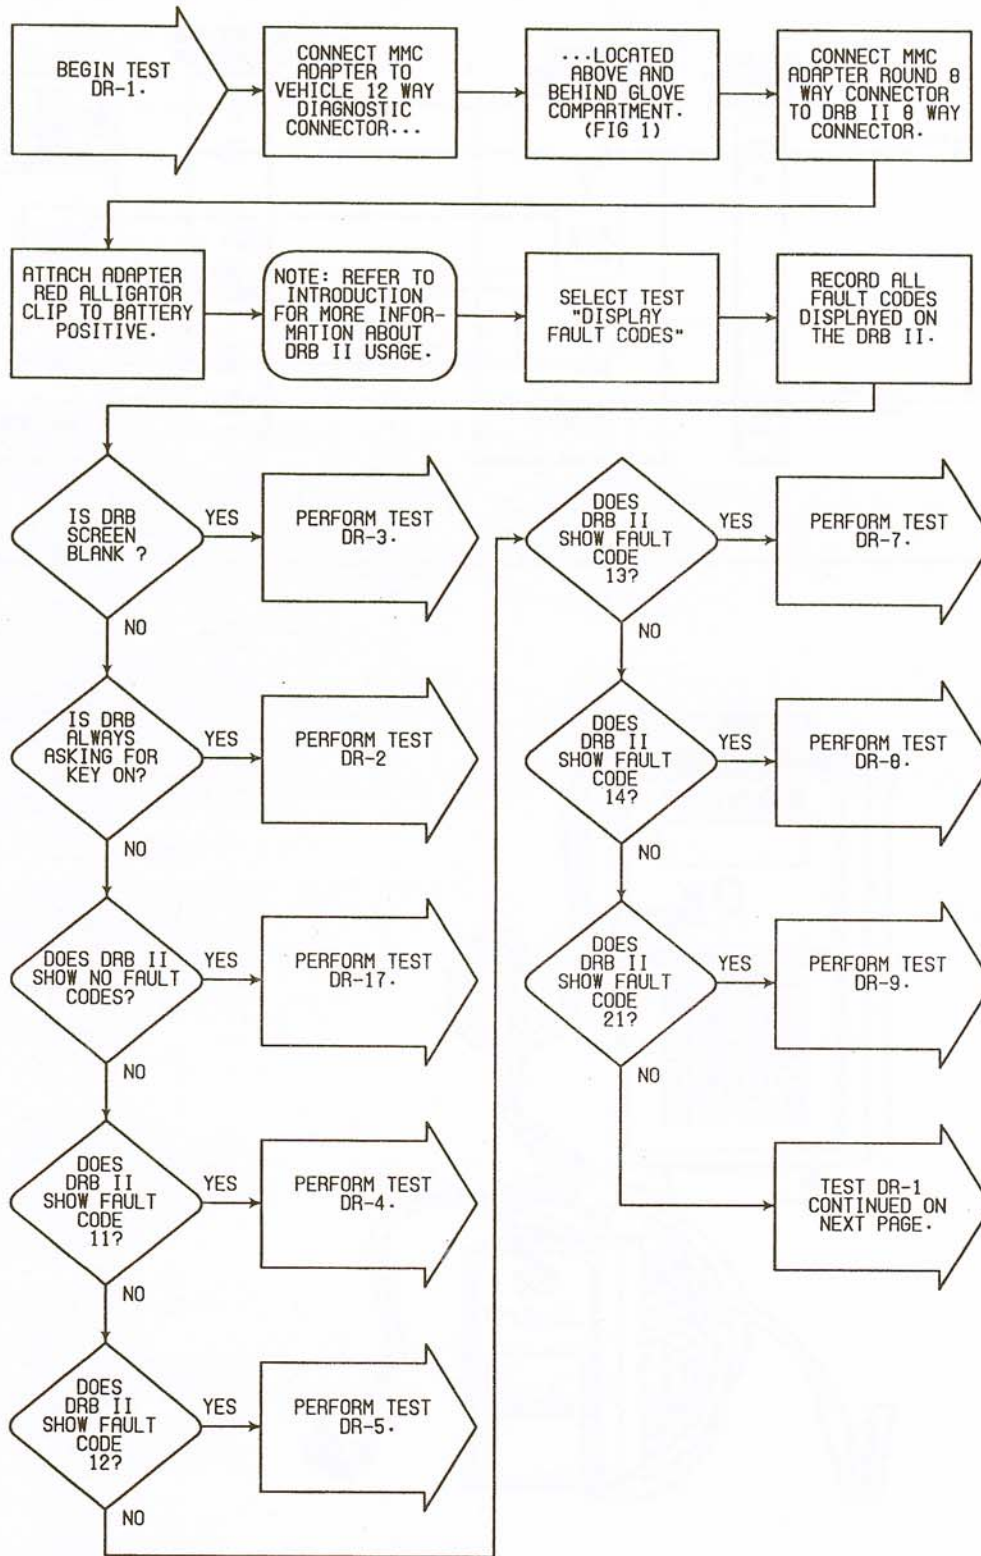 BEGIN TEST
DR-1.
CONNECT MMC
ADAPTER TO
VEHICLE 12 WAY
DIAGNOSTIC
CONNECTOR...
...LOCATED
ABOVE AND
BEHIND GLOVE
COMPARTMENT.
(FIG 1)
CONNECT MMC
ADAPTER ROUND 8
WAY CONNECTOR
TO DRB II 8 WAY
CONNECTOR.
ATTACH ADAPTER
RED ALLIGATOR
CLIP TO BATTERY
POSITIVE.
NOTE: REFER TO
INTRODUCTION
FOR MORE INFOR-
MATION ABOUT
DRB II USAGE.
SELECT TEST
"DISPLAY
FAULT CODES"
RECORD ALL
FAULT CODES
DISPLAYED ON
THE DRB II.
IS DRB
SCREEN
BLANK ?
YES
PERFORM TEST
DR-3.
NO
IS DRB
ALWAYS
ASKING FOR
KEY ON?
YES
PERFORM TEST
DR-2
NO
DOES DRB II
SHOW NO FAULT
CODES?
YES
PERFORM TEST
DR-17.
NO
DOES
DRB II
SHOW FAULT
CODE
11?
YES
PERFORM TEST
DR-4.
NO
DOES
DRB II
SHOW FAULT
CODE
12?
YES
PERFORM TEST
DR-5.
NO
DOES
DRB II
SHOW FAULT
CODE
13?
YES
PERFORM TEST
DR-7.
NO
DOES
DRB II
SHOW FAULT
CODE
14?
YES
PERFORM TEST
DR-8.
NO
DOES
DRB II
SHOW FAULT
CODE
21?
YES
PERFORM TEST
DR-9.
NO
TEST DR-1
CONTINUED ON
NEXT PAGE.